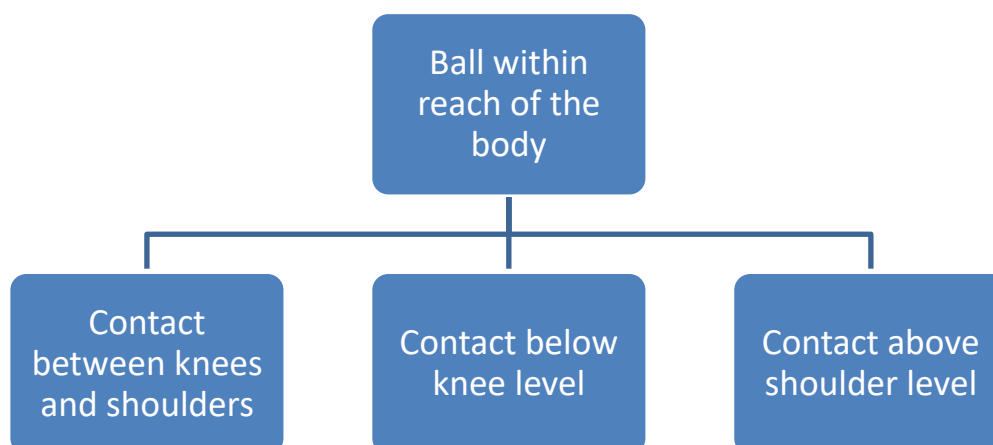 Ball within
reach of the
body
Contact
between knees
and shoulders
Contact below
knee level
Contact above
shoulder level